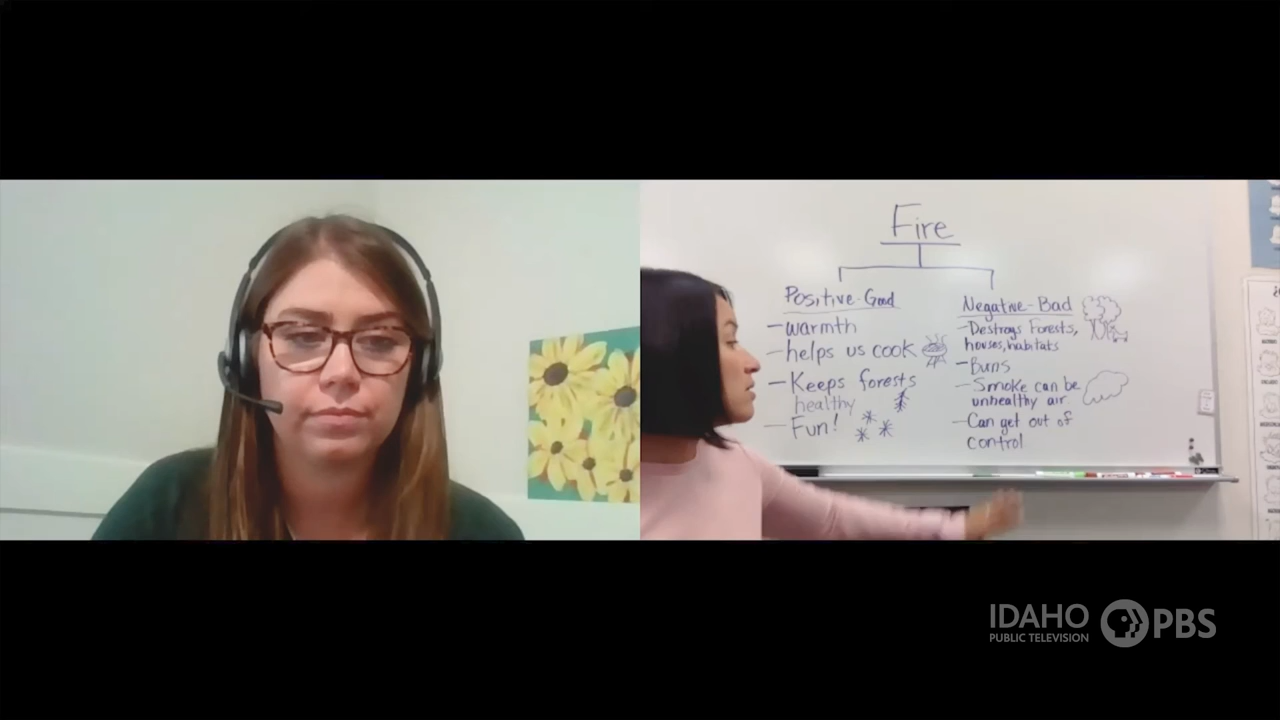 Fire
Positive-Good
-warmth
-helps us cook
-Keeps forests
healthy
-Fun!
Negative-Bad
-Destroys Forests,
houses, habitats
-Burns
-Smoke can be
unhealthy air
-Can get out of
control
IDAHO
PUBLIC TELEVISION
PBS